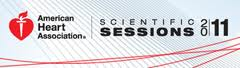 American
Heart
Association®
SCIENTIFIC
SESSIONS 2011